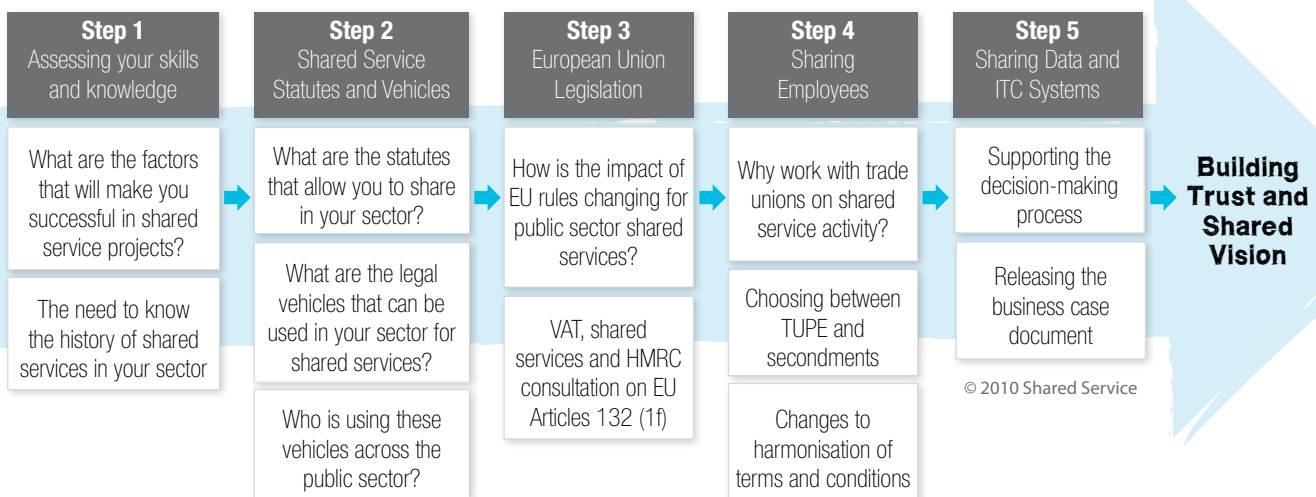 Step 1
Assessing your skills
and knowledge
What are the factors
that will make you
successful in shared
service projects?
The need to know
the history of shared
services in your sector
Step 2
Shared Service
Statutes and Vehicles
What are the statutes
that allow you to share
in your sector?
What are the legal
vehicles that can be
used in your sector for
shared services?
Who is using these
vehicles across the
public sector?
Step 3
European Union
Legislation
How is the impact of
EU rules changing for
public sector shared
services?
VAT, shared
services and HMRC
consultation on EU
Articles 132 (1f)
Step 4
Sharing
Employees
Why work with trade
unions on shared
service activity?
Choosing between
TUPE and
secondments
Changes to
harmonisation of
terms and conditions
Step 5
Sharing Data and
ITC Systems
Supporting the
decision-making
process
Releasing the
business case
document
© 2010 Shared Service
Building
Trust and
Shared
Vision